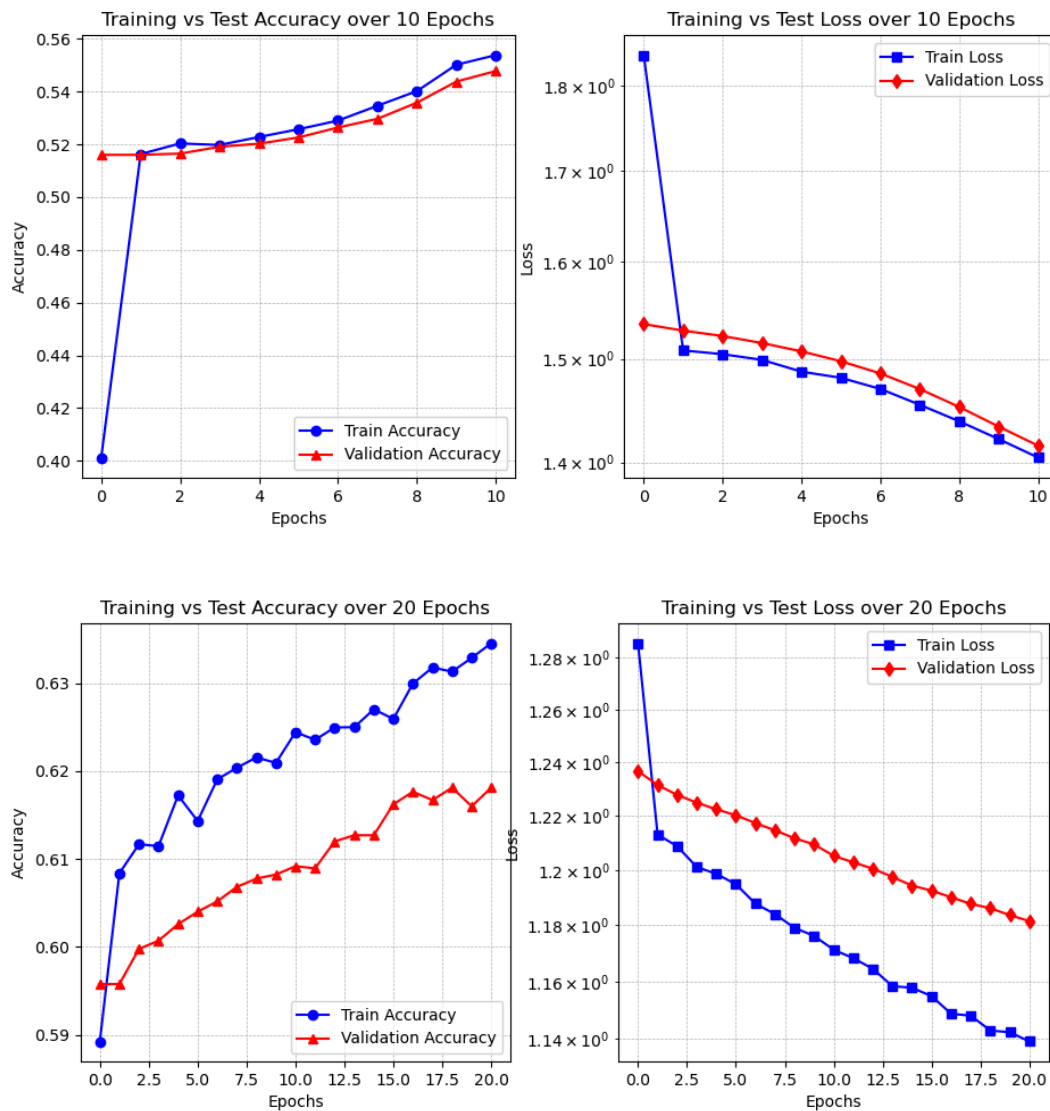 Training vs Test Accuracy over 10 Epochs
0.56
0.54
0.52
0.50
0.48
0.46
0.44
0.42
0.40
Accuracy
Train Accuracy
Validation Accuracy
0 2 4 6 8 10
Epochs
Training vs Test Loss over 10 Epochs
1.8 × 10⁰
1.7 × 10⁰
1.6 × 10⁰
1.5 × 10⁰
1.4 × 10⁰
Loss
Train Loss
Validation Loss
0 2 4 6 8 10
Epochs
Training vs Test Accuracy over 20 Epochs
0.63
0.62
0.61
0.60
0.59
Accuracy
Train Accuracy
Validation Accuracy
0.0 2.5 5.0 7.5 10.0 12.5 15.0 17.5 20.0
Epochs
Training vs Test Loss over 20 Epochs
1.28 × 10⁰
1.26 × 10⁰
1.24 × 10⁰
1.22 × 10⁰
1.2 × 10⁰
1.18 × 10⁰
1.16 × 10⁰
1.14 × 10⁰
Loss
Train Loss
Validation Loss
0.0 2.5 5.0 7.5 10.0 12.5 15.0 17.5 20.0
Epochs